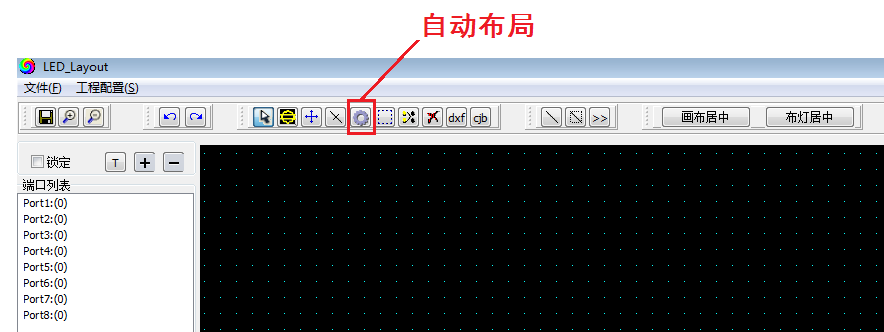 自动布局
LED_Layout
文件(F) 工程配置(S)
dxf cjb >> 画布居中 布灯居中
锁定 T
端口列表
Port1:(0)
Port2:(0)
Port3:(0)
Port4:(0)
Port5:(0)
Port6:(0)
Port7:(0)
Port8:(0)